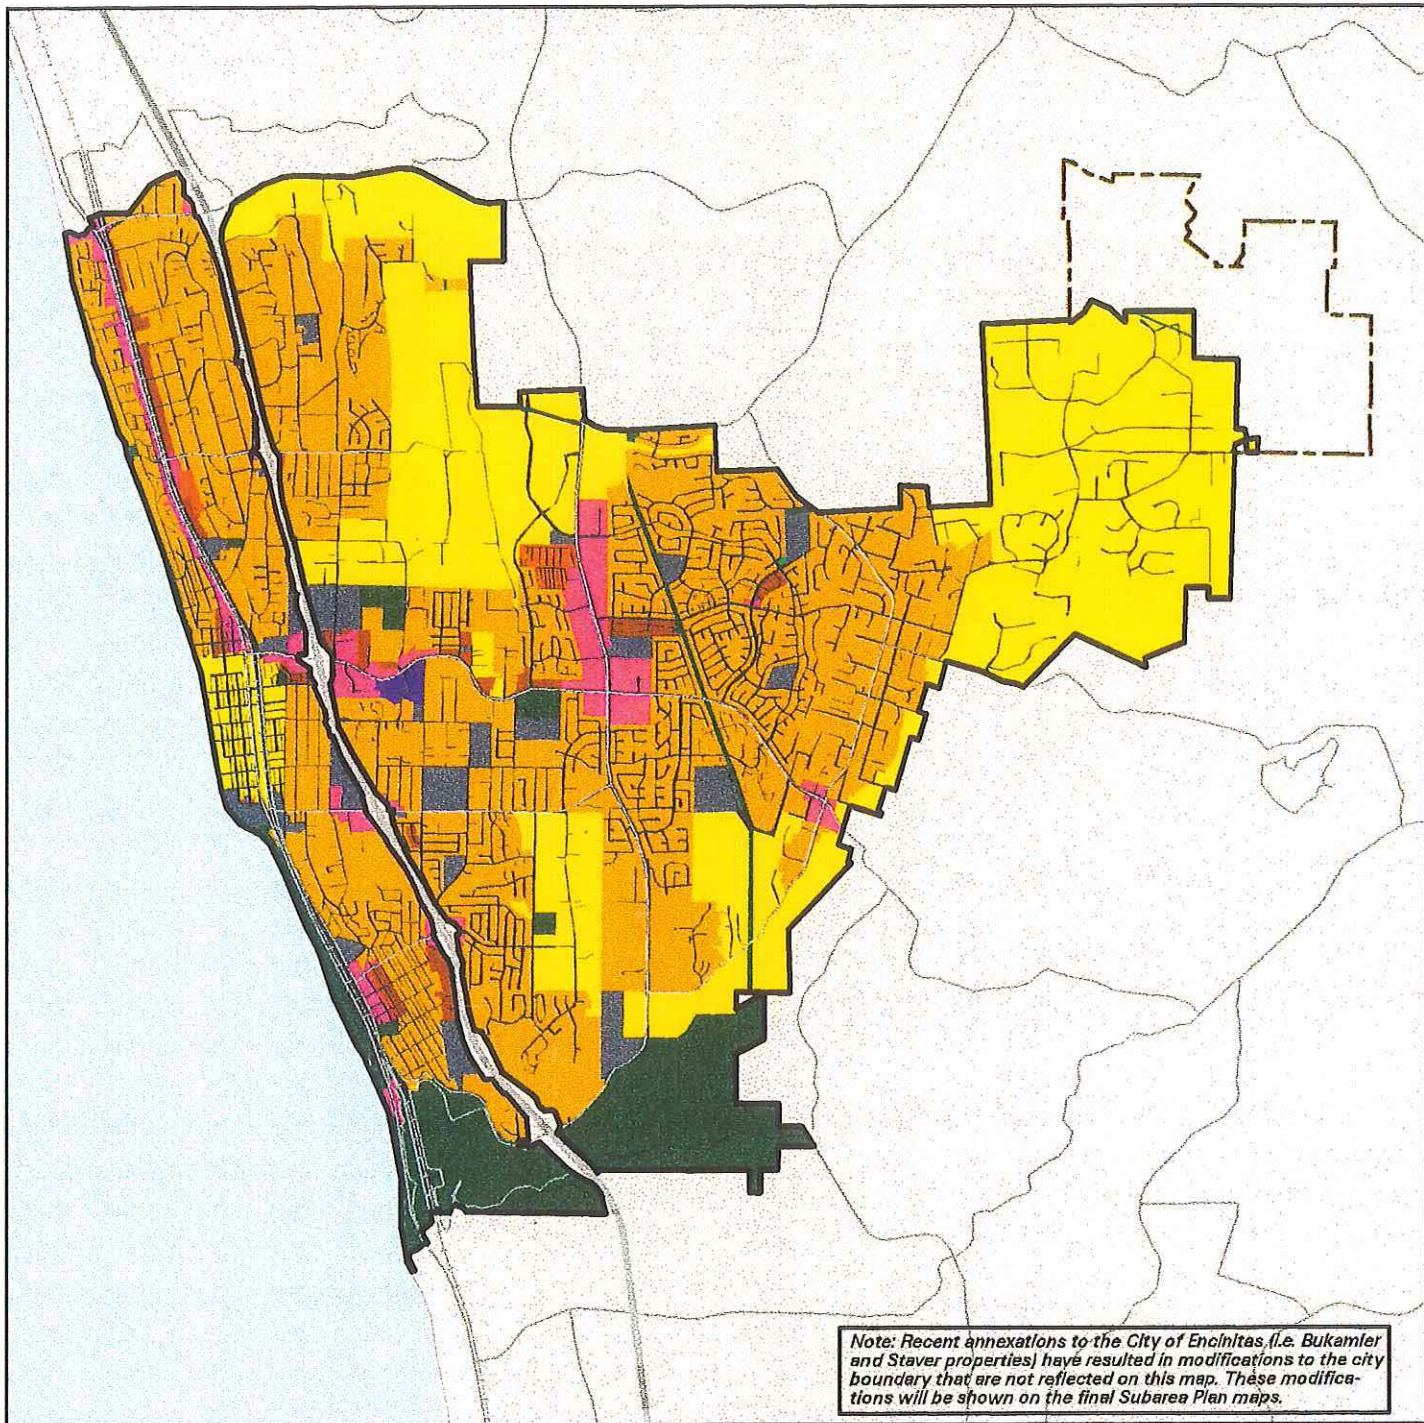 Note: Recent annexations to the City of Encinitas (i.e. Bukamier
and Staver properties) have resulted in modifications to the city
boundary that are not reflected on this map. These modifica-
tions will be shown on the final Subarea Plan maps.